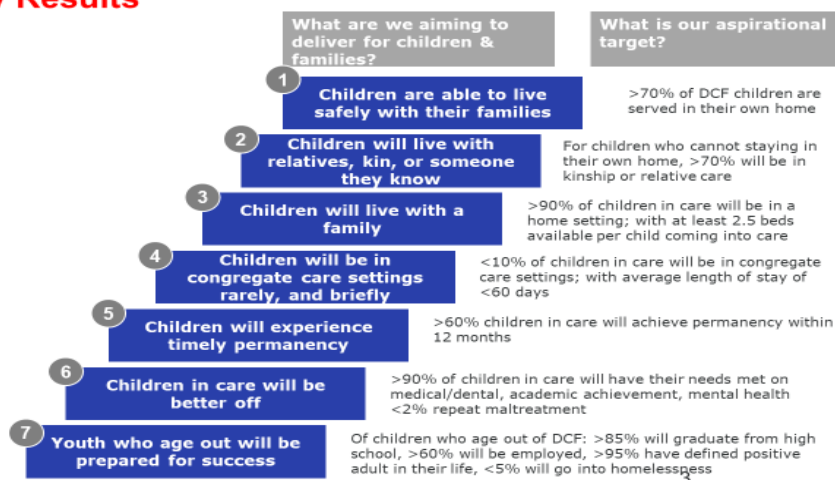 Results
What are we aiming to
deliver for children &
families?
What is our aspirational
target?
1
Children are able to live
safely with their families
>70% of DCF children are
served in their own home
2
Children will live with
relatives, kin, or someone
they know
For children who cannot staying in
their own home, >70% will be in
kinship or relative care
3
Children will live with a
family
>90% of children in care will be in a
home setting; with at least 2.5 beds
available per child coming into care
4
Children will be in
congregate care settings
rarely, and briefly
<10% of children in care will be in congregate
care settings; with average length of stay of
<60 days
5
Children will experience
timely permanency
>60% children in care will achieve permanency within
12 months
6
Children in care will be
better off
>90% of children in care will have their needs met on
medical/dental, academic achievement, mental health
<2% repeat maltreatment
7
Youth who age out will be
prepared for success
Of children who age out of DCF: >85% will graduate from high
school, >60% will be employed, >95% have defined positive
adult in their life, <5% will go into homelessness
3